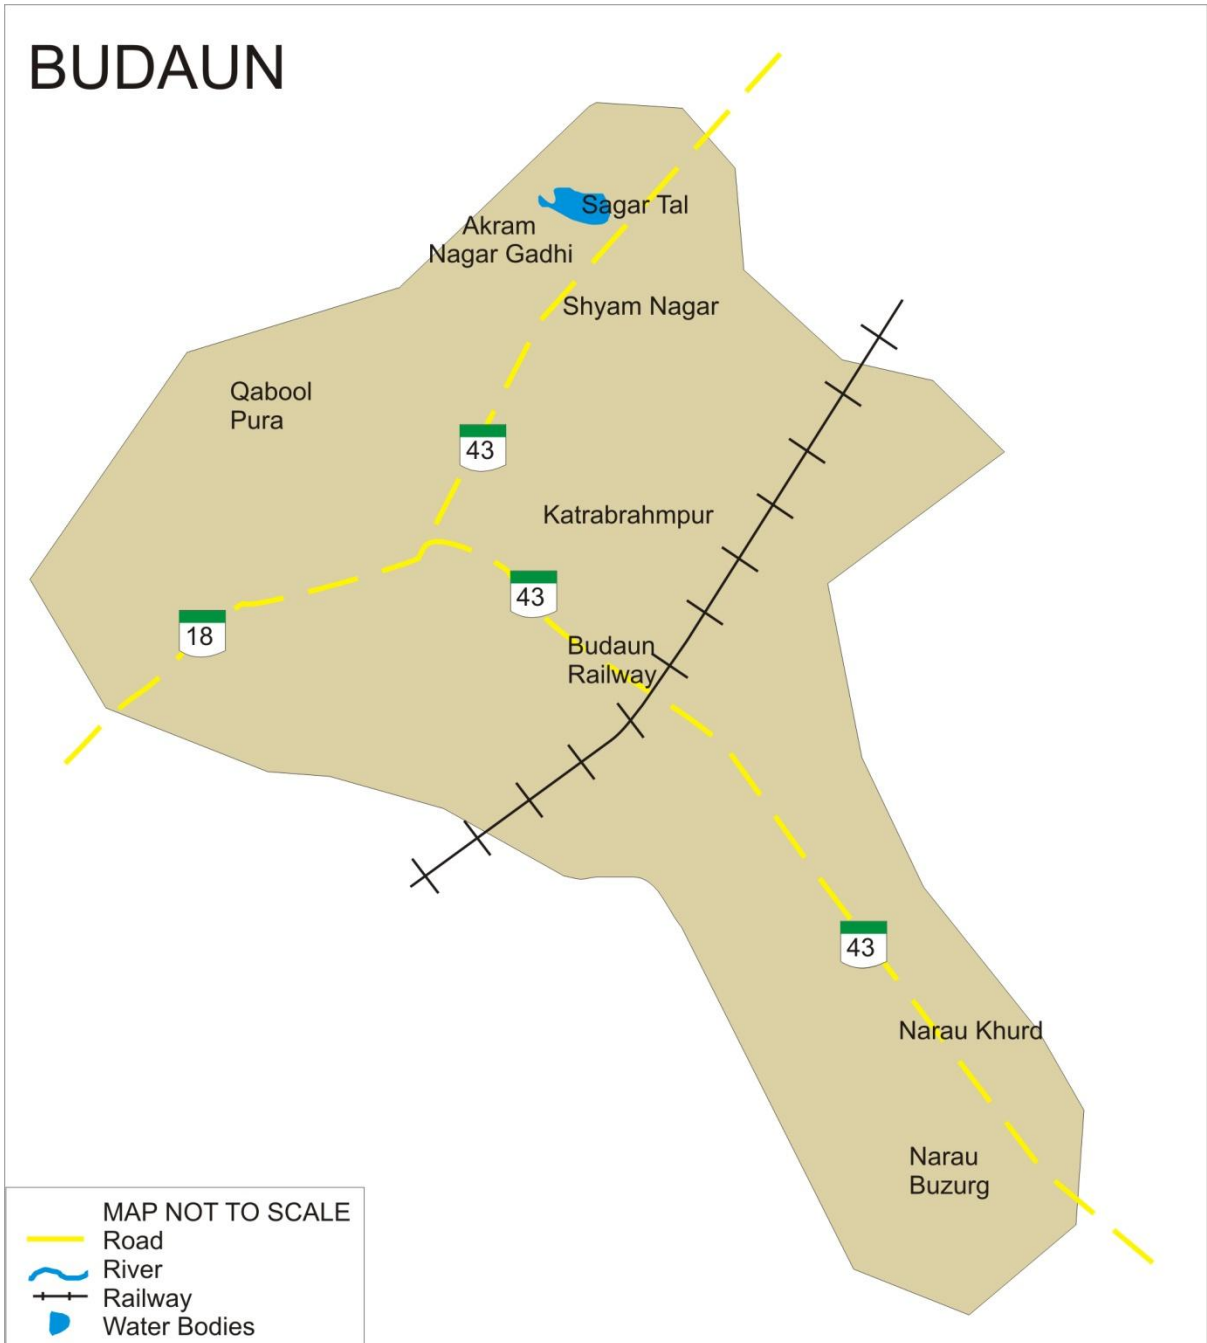 BUDAUN
Sagar Tal
Akram
Nagar Gadhi
Shyam Nagar
Qabool
Pura
43
Katrabrahmpur
43
18
Budaun
Railway
43
Narau Khurd
Narau
Buzurg
MAP NOT TO SCALE
Road
River
Railway
Water Bodies